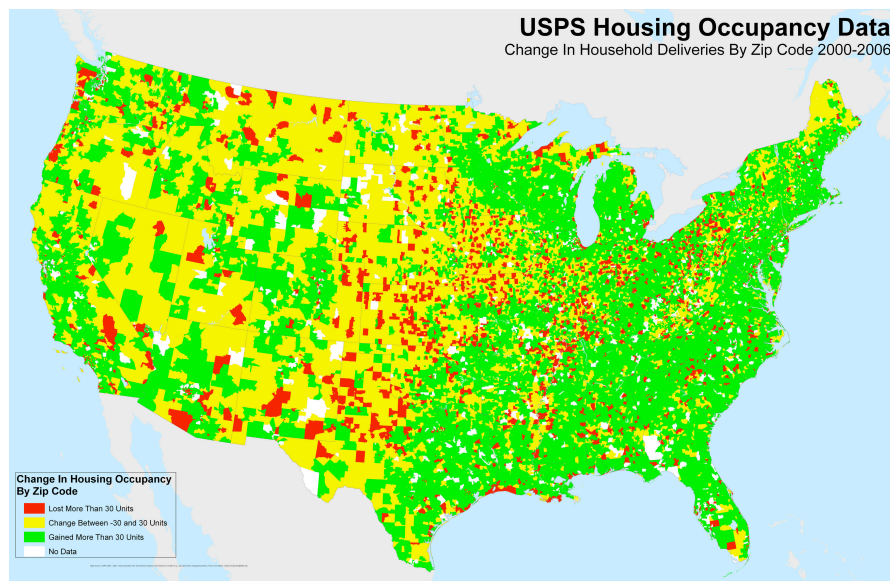 USPS Housing Occupancy Data
Change In Household Deliveries By Zip Code 2000-2006
Change In Housing Occupancy
By Zip Code
Lost More Than 30 Units
Change Between -30 and 30 Units
Gained More Than 30 Units
No Data